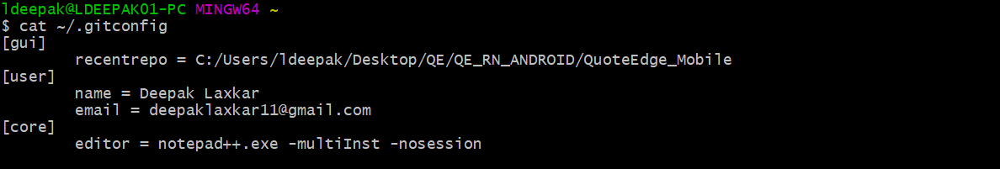 ldeepak@LDEEPAK01-PC MINGW64 ~
$ cat ~/.gitconfig
[gui]
        recentrepo = C:/Users/ldeepak/Desktop/QE/QE_RN_ANDROID/QuoteEdge_Mobile
[user]
        name = Deepak Laxkar
        email = deepaklaxkar11@gmail.com
[core]
        editor = notepad++.exe -multiInst -nosession